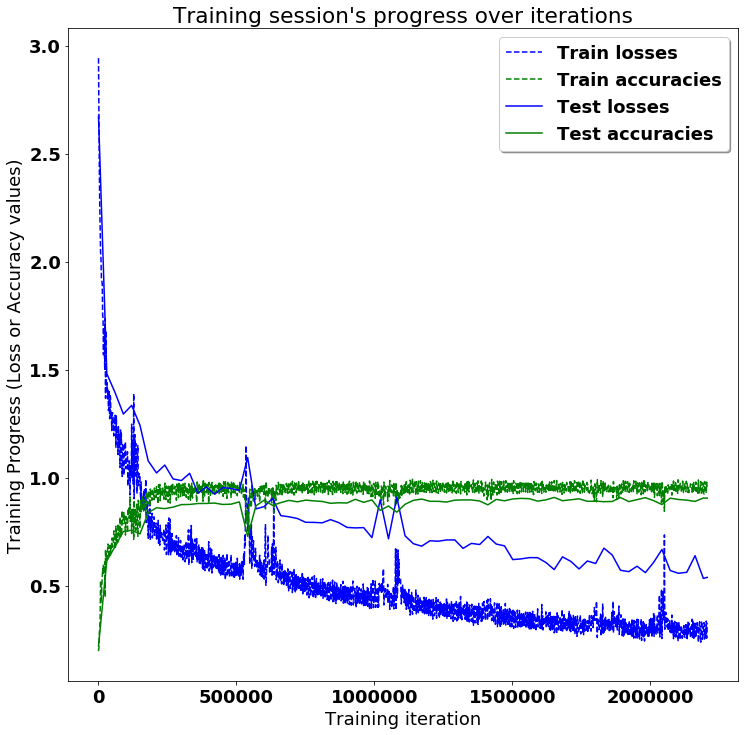 Training session's progress over iterations
Train losses
Train accuracies
Test losses
Test accuracies
Training Progress (Loss or Accuracy values)
3.0
2.5
2.0
1.5
1.0
0.5
0 500000 1000000 1500000 2000000
Training iteration